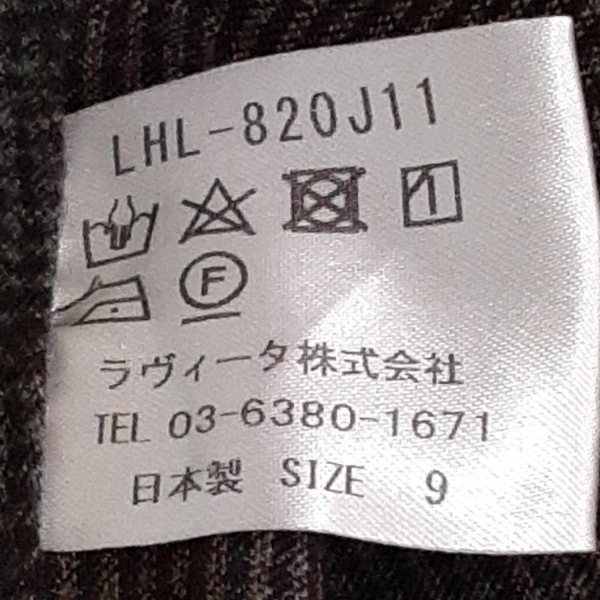 LHL-820J11
F
ラヴィータ株式会社
TEL 03-6380-1671
日本製 SIZE 9